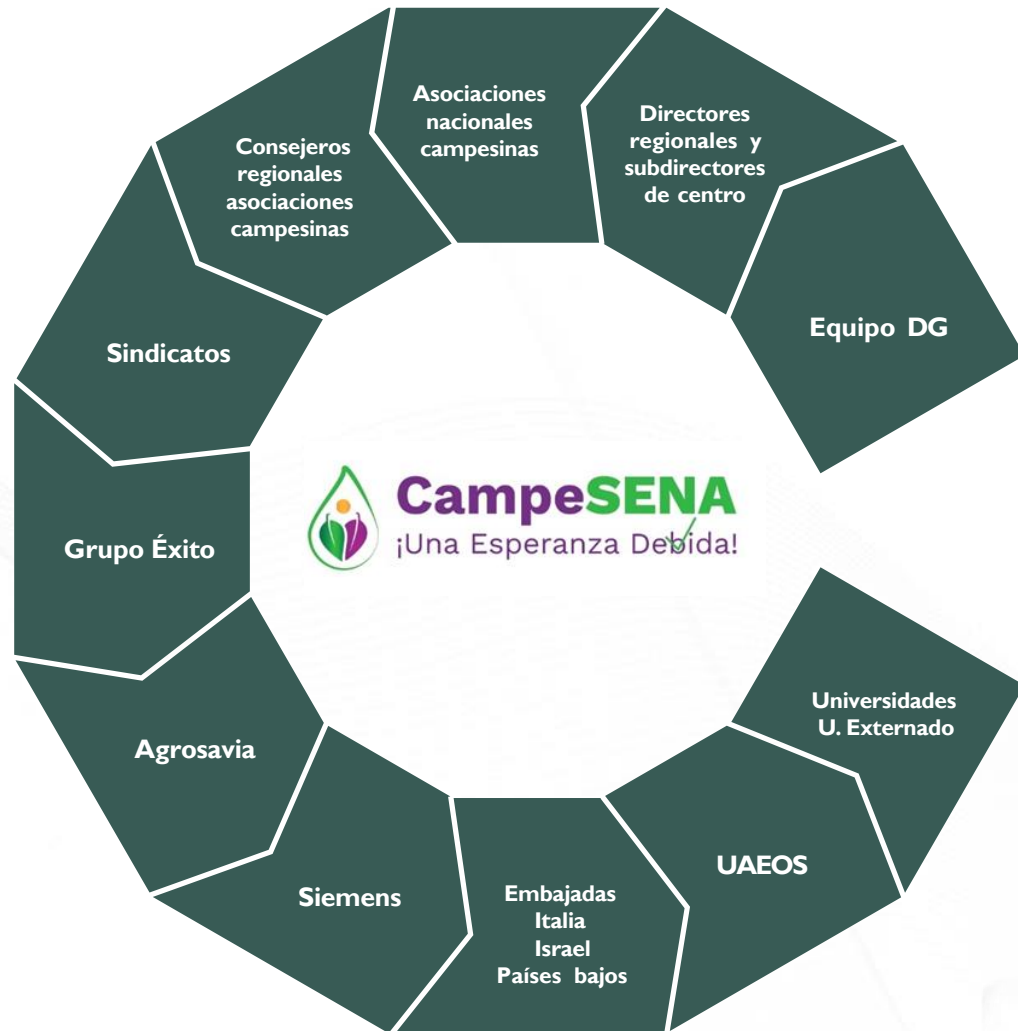 Asociaciones
nacionales
campesinas
Directores
regionales y
subdirectores
de centro
Consejeros
regionales
asociaciones
campesinas
Equipo DG
Sindicatos
CampeSENA
¡Una Esperanza Debida!
Grupo Éxito
Universidades
U. Externado
Agrosavia
UAEOS
Siemens
Embajadas
Italia
Israel
Países bajos